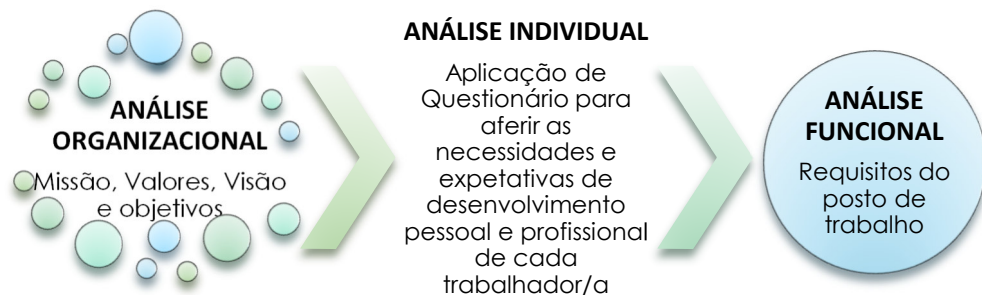 ANÁLISE
ORGANIZACIONAL
Missão, Valores, Visão
e objetivos
ANÁLISE INDIVIDUAL
Aplicação de
Questionário para
aferir as
necessidades e
expetativas de
desenvolvimento
pessoal e profissional
de cada
trabalhador/a
ANÁLISE
FUNCIONAL
Requisitos do
posto de
trabalho